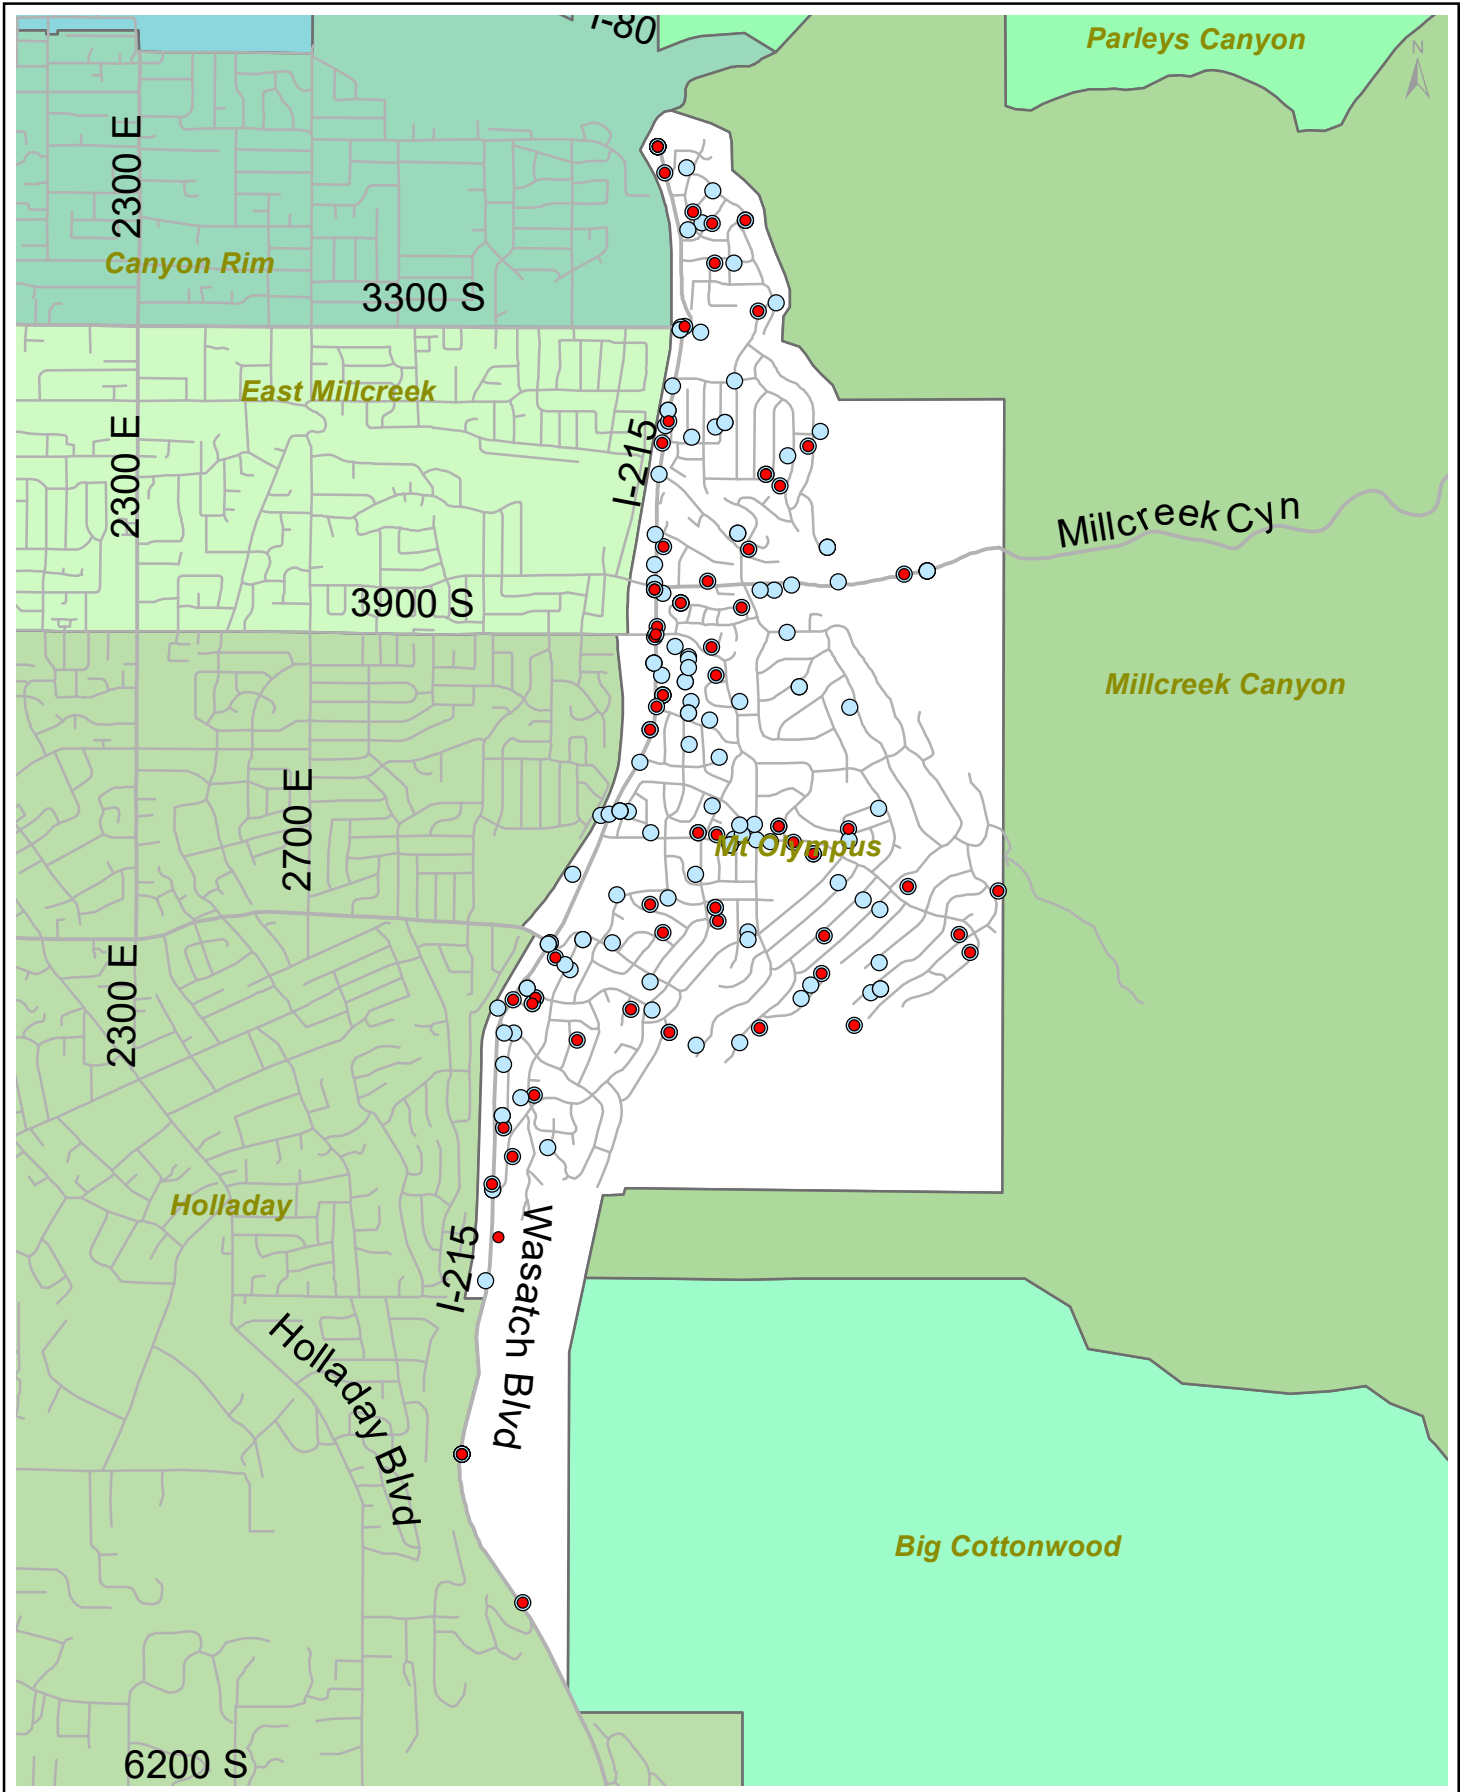 I-80
Parleys Canyon
N
2300 E
Canyon Rim
3300 S
East Millcreek
2300 E
I-215
Millcreek Cyn
3900 S
Millcreek Canyon
2700 E
Mt Olympus
2300 E
Holladay
I-215
Wasatch Blvd
Holladay Blvd
Big Cottonwood
6200 S